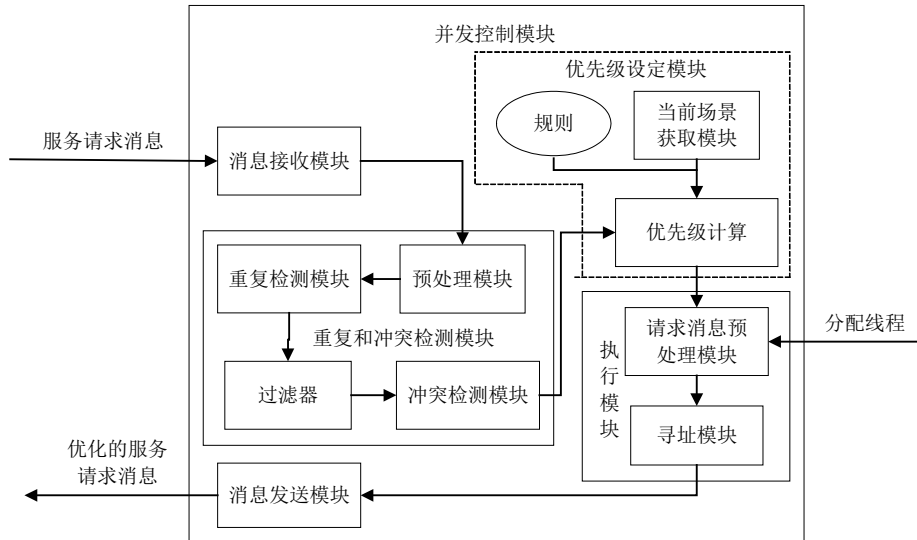 并发控制模块
优先级设定模块
规则
当前场景
获取模块
服务请求消息
消息接收模块
优先级计算
重复检测模块
预处理模块
重复和冲突检测模块
过滤器
冲突检测模块
执行模块
请求消息预
处理模块
分配线程
寻址模块
优化的服务
请求消息
消息发送模块